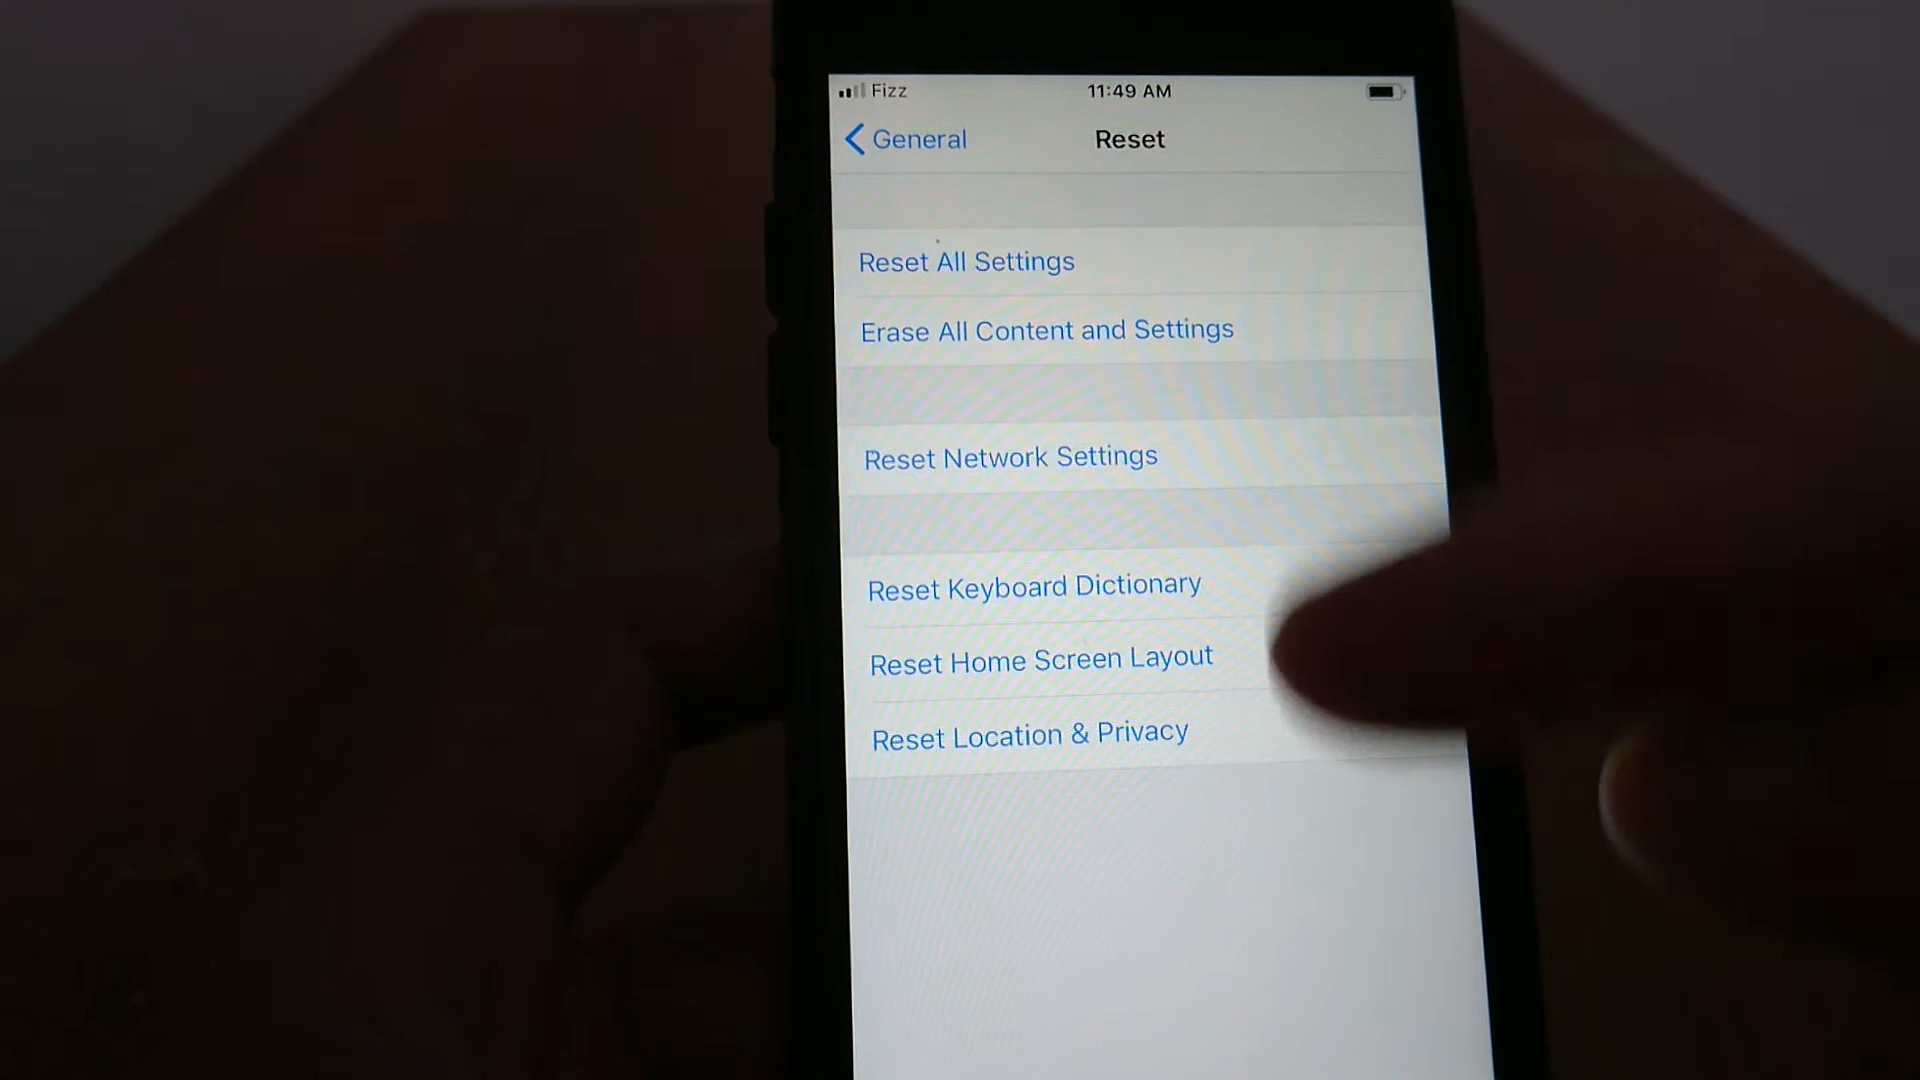 Fizz 11:49 AM
General Reset
Reset All Settings
Erase All Content and Settings
Reset Network Settings
Reset Keyboard Dictionary
Reset Home Screen Layout
Reset Location & Privacy